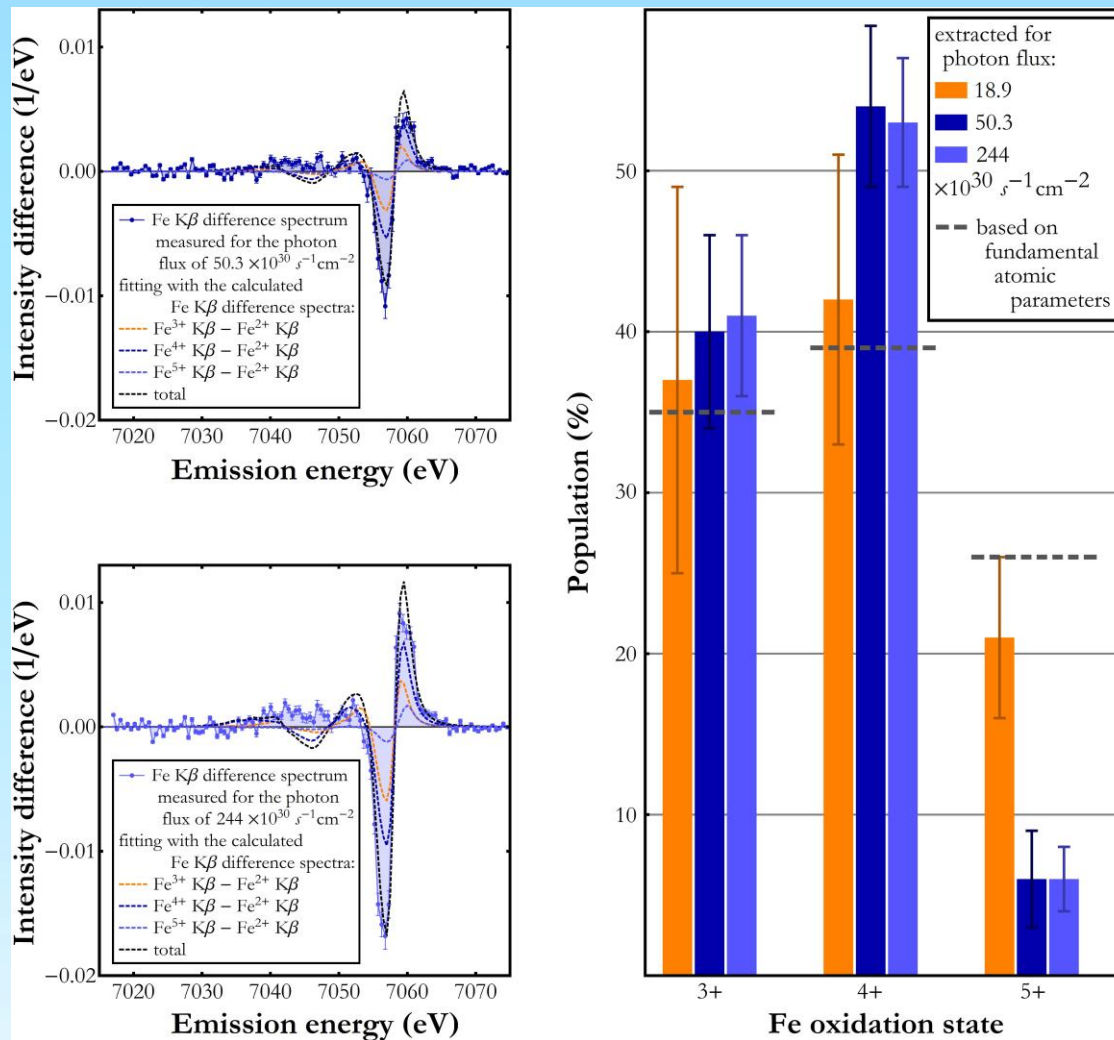 Intensity difference (1/eV)
0.01
0.00
−0.01
−0.02
Fe Kβ difference spectrum
measured for the photon
flux of 50.3 ×10³⁰ s⁻¹cm⁻²
fitting with the calculated
Fe Kβ difference spectra:
Fe³⁺ Kβ − Fe²⁺ Kβ
Fe⁴⁺ Kβ − Fe²⁺ Kβ
Fe⁵⁺ Kβ − Fe²⁺ Kβ
total
7020 7030 7040 7050 7060 7070
Emission energy (eV)
Intensity difference (1/eV)
0.01
0.00
−0.01
−0.02
Fe Kβ difference spectrum
measured for the photon
flux of 244 ×10³⁰ s⁻¹cm⁻²
fitting with the calculated
Fe Kβ difference spectra:
Fe³⁺ Kβ − Fe²⁺ Kβ
Fe⁴⁺ Kβ − Fe²⁺ Kβ
Fe⁵⁺ Kβ − Fe²⁺ Kβ
total
7020 7030 7040 7050 7060 7070
Emission energy (eV)
Population (%)
50
40
30
20
10
extracted for
photon flux:
18.9
50.3
244
×10³⁰ s⁻¹cm⁻²
based on
fundamental
atomic
parameters
3+ 4+ 5+
Fe oxidation state